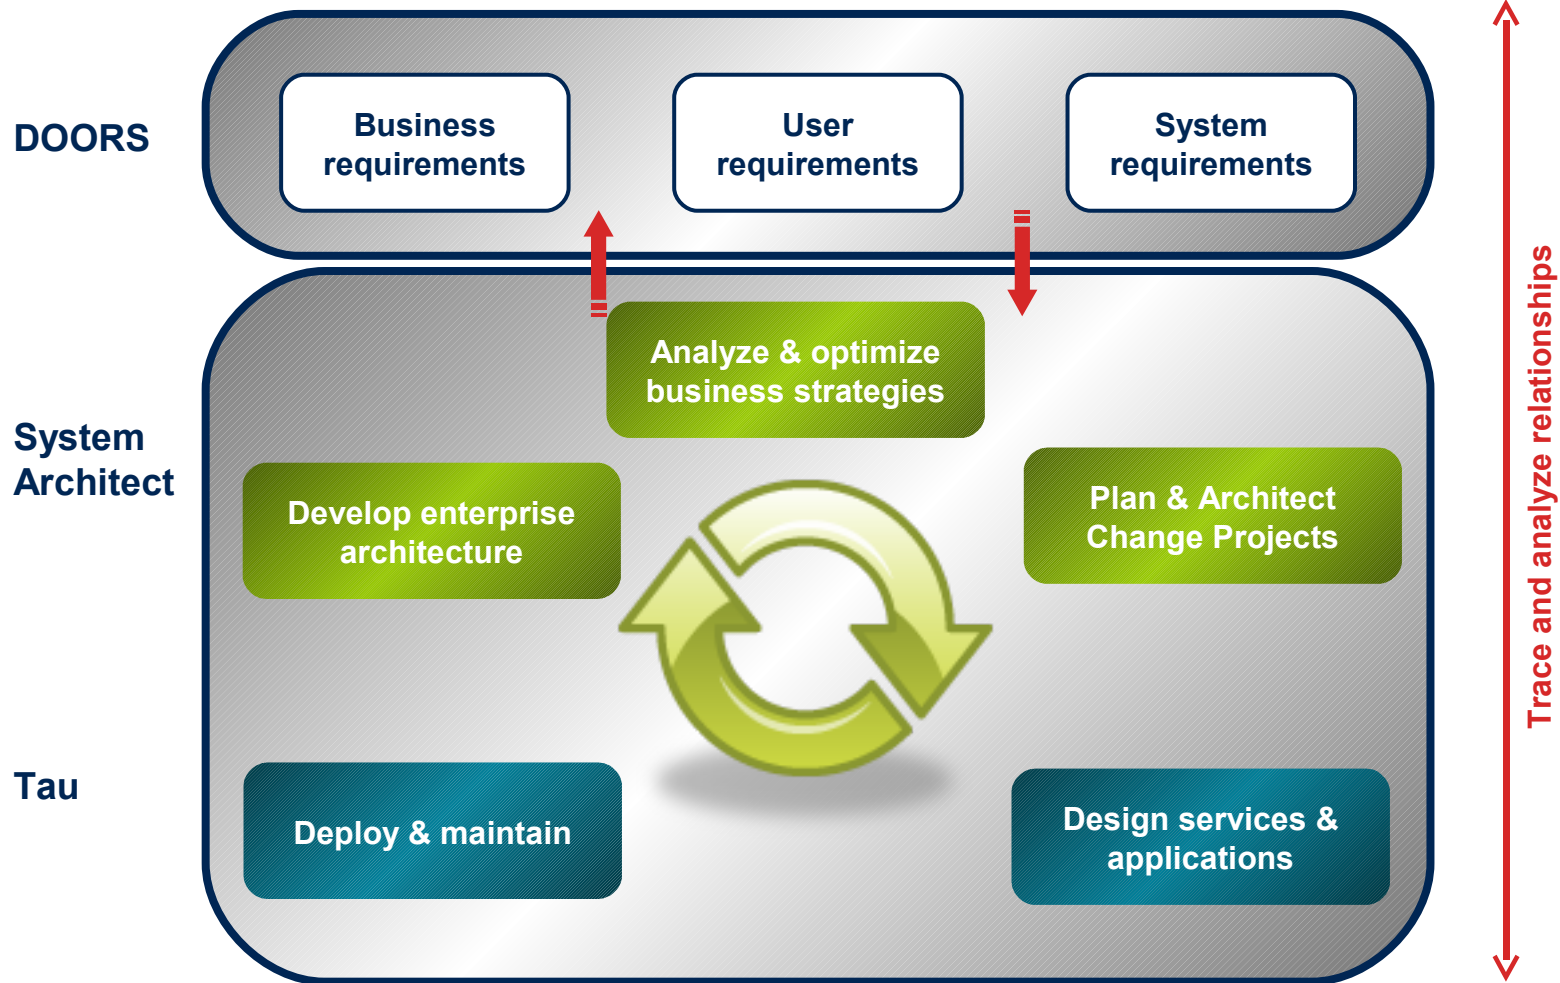 DOORS
Business
requirements
User
requirements
System
requirements
Analyze & optimize
business strategies
System
Architect
Develop enterprise
architecture
Plan & Architect
Change Projects
Tau
Deploy & maintain
Design services &
applications
Trace and analyze relationships